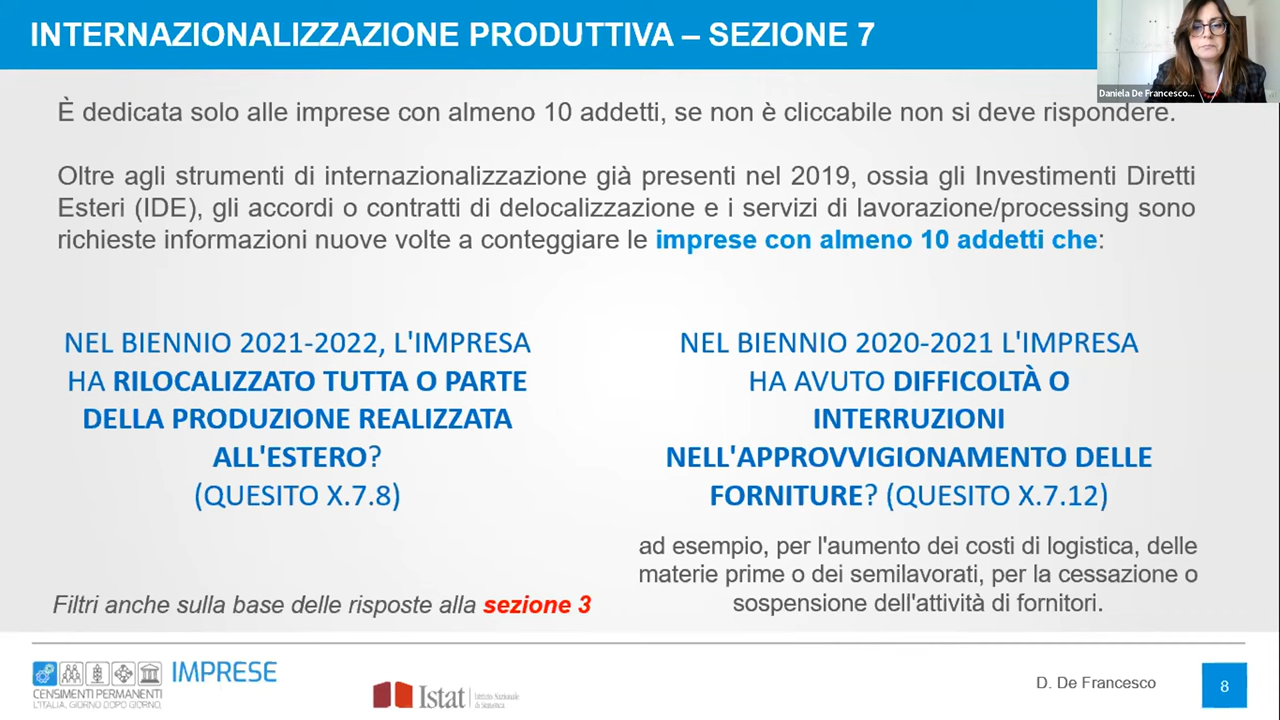 INTERNAZIONALIZZAZIONE PRODUTTIVA – SEZIONE 7
Daniela De Francesco...
È dedicata solo alle imprese con almeno 10 addetti, se non è cliccabile non si deve rispondere.
Oltre agli strumenti di internazionalizzazione già presenti nel 2019, ossia gli Investimenti Diretti
Esteri (IDE), gli accordi o contratti di delocalizzazione e i servizi di lavorazione/processing sono
richieste informazioni nuove volte a conteggiare le imprese con almeno 10 addetti che:
NEL BIENNIO 2021-2022, L'IMPRESA
HA RILOCALIZZATO TUTTA O PARTE
DELLA PRODUZIONE REALIZZATA
ALL'ESTERO?
(QUESITO X.7.8)
NEL BIENNIO 2020-2021 L'IMPRESA
HA AVUTO DIFFICOLTÀ O
INTERRUZIONI
NELL'APPROVVIGIONAMENTO DELLE
FORNITURE? (QUESITO X.7.12)
ad esempio, per l'aumento dei costi di logistica, delle
materie prime o dei semilavorati, per la cessazione o
sospensione dell'attività di fornitori.
Filtri anche sulla base delle risposte alla sezione 3
IMPRESE
CENSIMENTI PERMANENTI
L'ITALIA, GIORNO DOPO GIORNO.
Istat
Istituto Nazionale
di Statistica
D. De Francesco
8